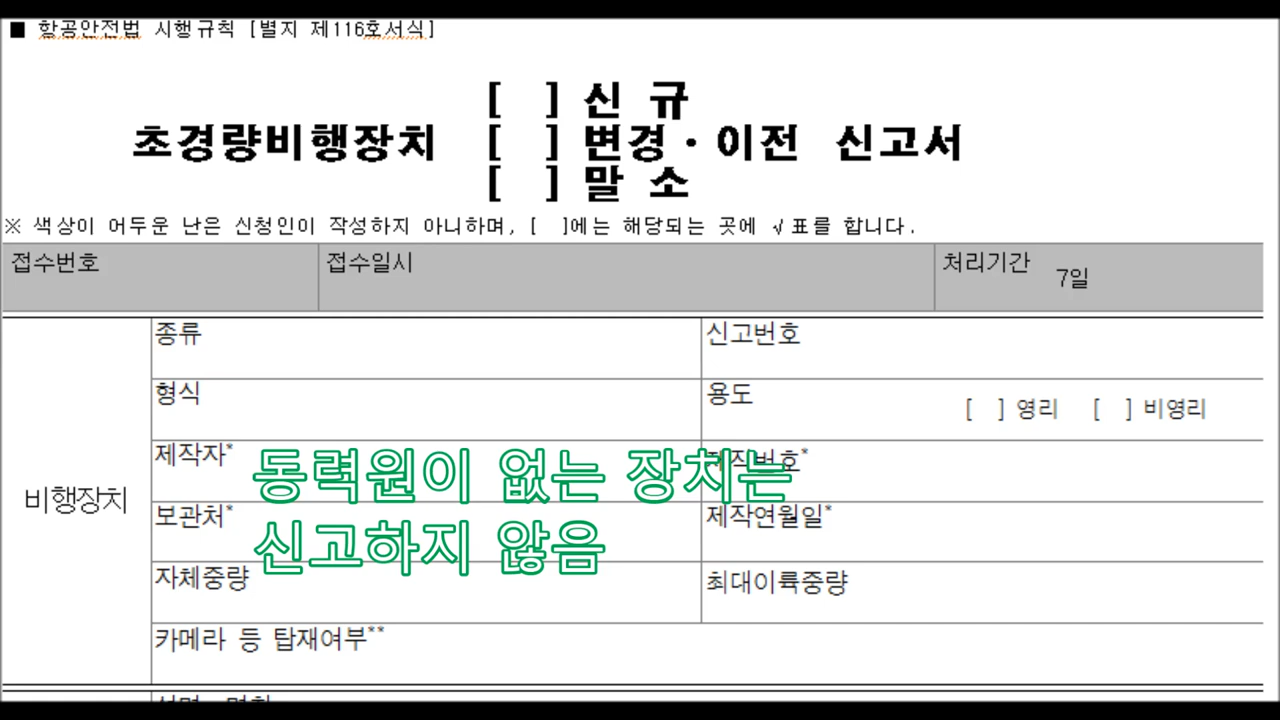 ■ 항공안전법 시행규칙 [별지 제116호서식]
[ ] 신 규
초경량비행장치 [ ] 변경·이전 신고서
[ ] 말 소
※ 색상이 어두운 난은 신청인이 작성하지 아니하며, [ ]에는 해당되는 곳에 √표를 합니다.
접수번호 접수일시 처리기간 7일
종류 신고번호
형식 용도 [ ] 영리 [ ] 비영리
제작자* 제작번호*
동력원이 없는 장치는
비행장치
보관처* 제작연월일*
신고하지 않음
자체중량 최대이륙중량
카메라 등 탑재여부**